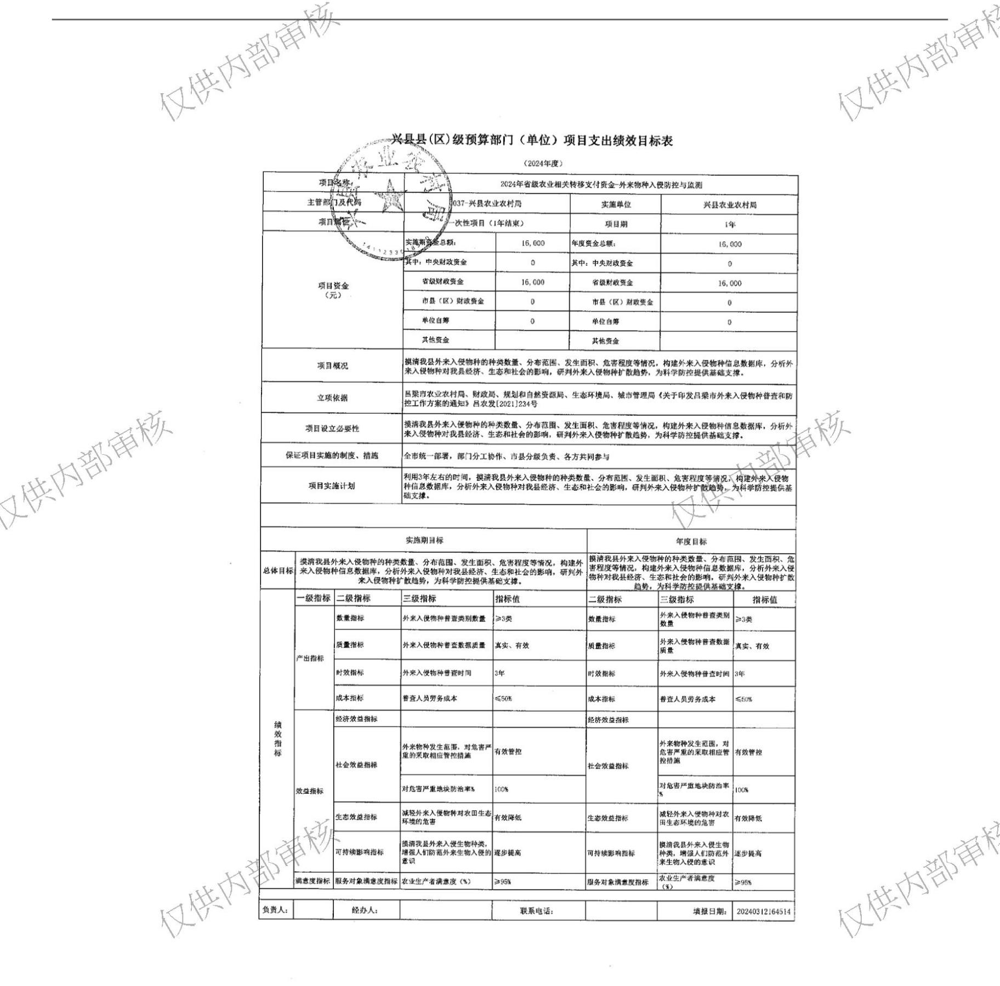 兴县县(区)级预算部门（单位）项目支出绩效目标表
（2024年度）
项目名称 2024年省级农业相关转移支付资金-外来物种入侵防控与监测
主管部门及代码 037-兴县农业农村局 实施单位 兴县农业农村局
项目属性 一次性项目（1年结束） 项目期 1年
项目资金
（元）
实施期资金总额： 16,000 年度资金总额： 16,000
其中：中央财政资金 0 其中：中央财政资金 0
省级财政资金 16,000 省级财政资金 16,000
市县（区）财政资金 0 市县（区）财政资金 0
单位自筹 0 单位自筹 0
其他资金 其他资金
项目概况
摸清我县外来入侵物种的种类数量、分布范围、发生面积、危害程度等情况，构建外来入侵物种信息数据库，分析外
来入侵物种对我县经济、生态和社会的影响，研判外来入侵物种扩散趋势，为科学防控提供基础支撑。
立项依据
吕梁市农业农村局、财政局、规划和自然资源局、生态环境局、城市管理局《关于印发吕梁市外来入侵物种普查和防
控工作方案的通知》吕农发[2021]234号
项目设立必要性
摸清我县外来入侵物种的种类数量、分布范围、发生面积、危害程度等情况，构建外来入侵物种信息数据库，分析外
来入侵物种对我县经济、生态和社会的影响，研判外来入侵物种扩散趋势，为科学防控提供基础支撑。
保证项目实施的制度、措施 全市统一部署，部门分工协作、市县分级负责、各方共同参与
项目实施计划
利用3年左右的时间，摸清我县外来入侵物种的种类数量、分布范围、发生面积、危害程度等情况，构建外来入侵物
种信息数据库，分析外来入侵物种对我县经济、生态和社会的影响，研判外来入侵物种扩散趋势，为科学防控提供基
础支撑。
实施期目标 年度目标
总体目标
摸清我县外来入侵物种的种类数量、分布范围、发生面积、危害程度等情况，构建外
来入侵物种信息数据库，分析外来入侵物种对我县经济、生态和社会的影响，研判外
来入侵物种扩散趋势，为科学防控提供基础支撑。
摸清我县外来入侵物种的种类数量、分布范围、发生面积、危
害程度等情况，构建外来入侵物种信息数据库，分析外来入侵
物种对我县经济、生态和社会的影响，研判外来入侵物种扩散
趋势，为科学防控提供基础支撑。
绩效指标
一级指标 二级指标 三级指标 指标值 二级指标 三级指标 指标值
产出指标
数量指标 外来入侵物种普查类别数量 ≥3类 数量指标 外来入侵物种普查类别
数量 ≥3类
质量指标 外来入侵物种普查数据质量 真实、有效 质量指标 外来入侵物种普查数据
质量 真实、有效
时效指标 外来入侵物种普查时间 3年 时效指标 外来入侵物种普查时间 3年
成本指标 普查人员劳务成本 ≤50% 成本指标 普查人员劳务成本 ≤50%
效益指标
经济效益指标 经济效益指标
社会效益指标
外来物种发生范围，对危害严
重的采取相应管控措施 有效管控
社会效益指标
外来物种发生范围，对
危害严重的采取相应管
控措施 有效管控
对危害严重地块防治率% 100% 对危害严重地块防治率
% 100%
生态效益指标 减轻外来入侵物种对农田生态
环境的危害 有效降低
生态效益指标 减轻外来入侵物种对农
田生态环境的危害 有效降低
可持续影响指标
摸清我县外来入侵生物种类，
增强人们防范外来生物入侵的
意识 逐步提高
可持续影响指标
摸清我县外来入侵生物
种类，增强人们防范外
来生物入侵的意识 逐步提高
满意度指标 服务对象满意度指标 农业生产者满意度（%） ≥95% 服务对象满意度指标 农业生产者满意度
（%） ≥95%
负责人： 经办人： 联系电话： 填报日期： 20240312164514
仅供内部审核
仅供内部审核
仅供内部审核
仅供内部审核
仅供内部审核
仅供内部审核